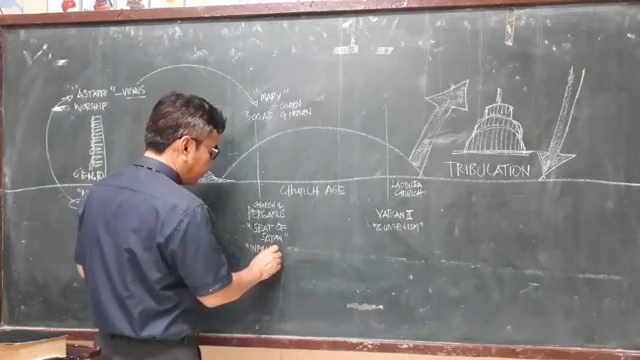 "ASTARTE" - VENUS
WORSHIP
"MARY"
300 AD QUEEN
OF HEAVEN
CHURCH AGE
LAODICEA
CHURCH
TRIBULATION
CHURCH of
PERGAMUS
"SEAT OF
SATAN"
VATICAN II
"ECUMENISM"